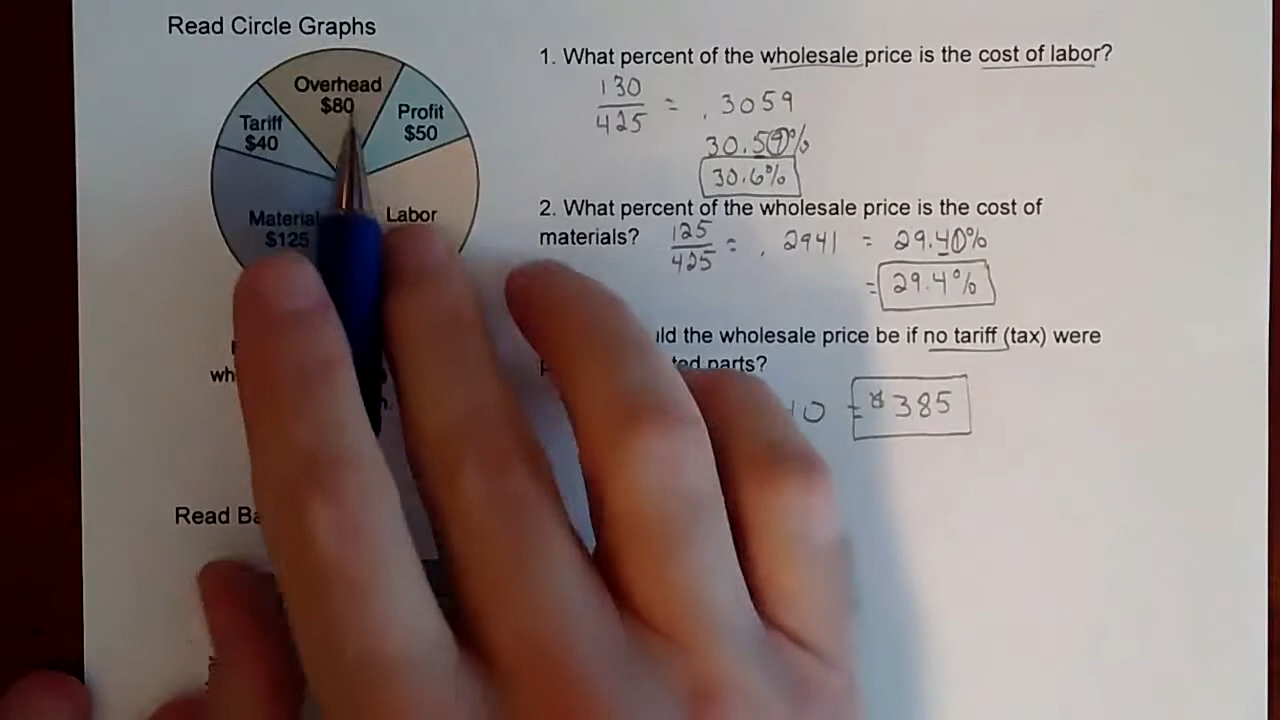 Read Circle Graphs
Overhead
$80
Profit
$50
Tariff
$40
Material
$125
Labor
wh
Read Ba
1. What percent of the wholesale price is the cost of labor?
130
425
= .3059
30.59%
30.6%
2. What percent of the wholesale price is the cost of
materials?
125
425
= .2941 = 29.40%
= 29.4%
ld the wholesale price be if no tariff (tax) were
ted parts?
= $385